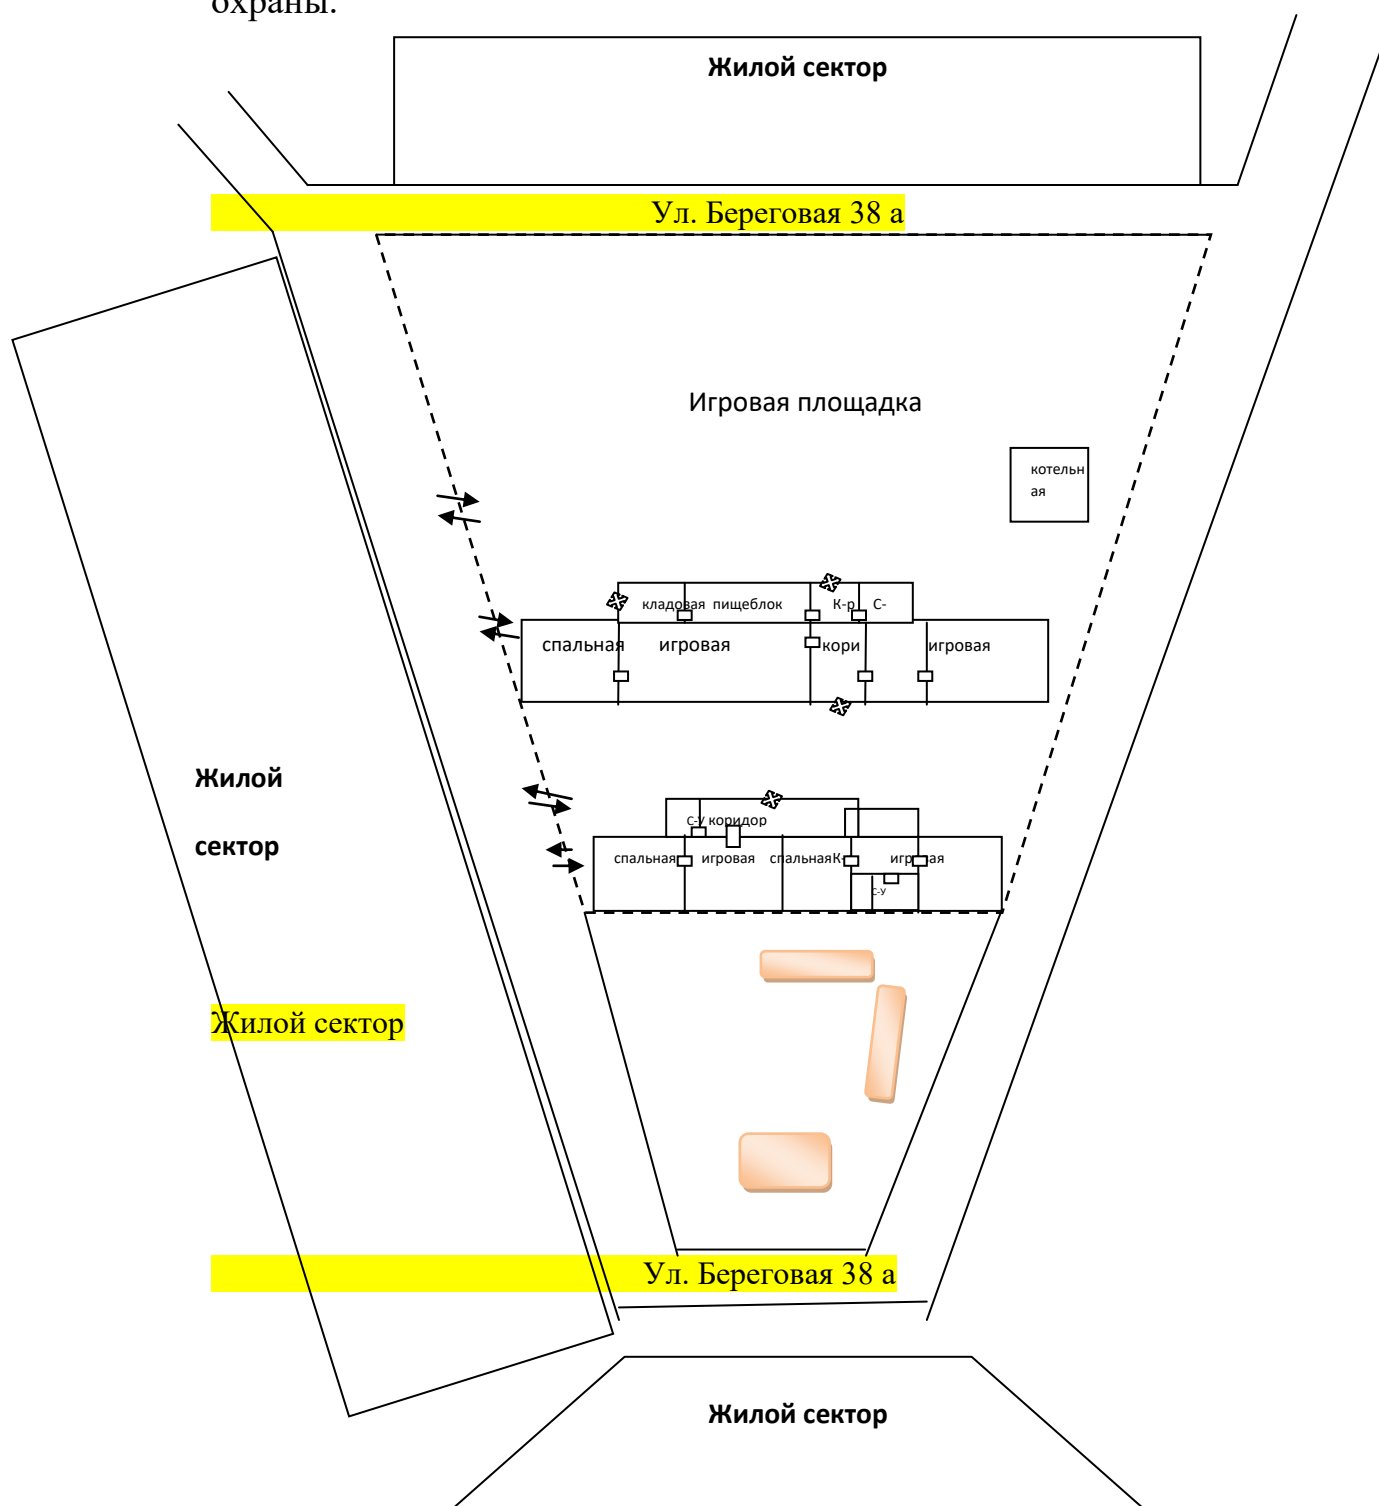 охраны.
Жилой сектор
Ул. Береговая 38 а
Игровая площадка
котельн
ая
кладовая пищеблок К-р С-
спальная игровая кори игровая
С-У коридор
спальная игровая спальная К- игровая
С-У
Жилой
сектор
Жилой сектор
Ул. Береговая 38 а
Жилой сектор